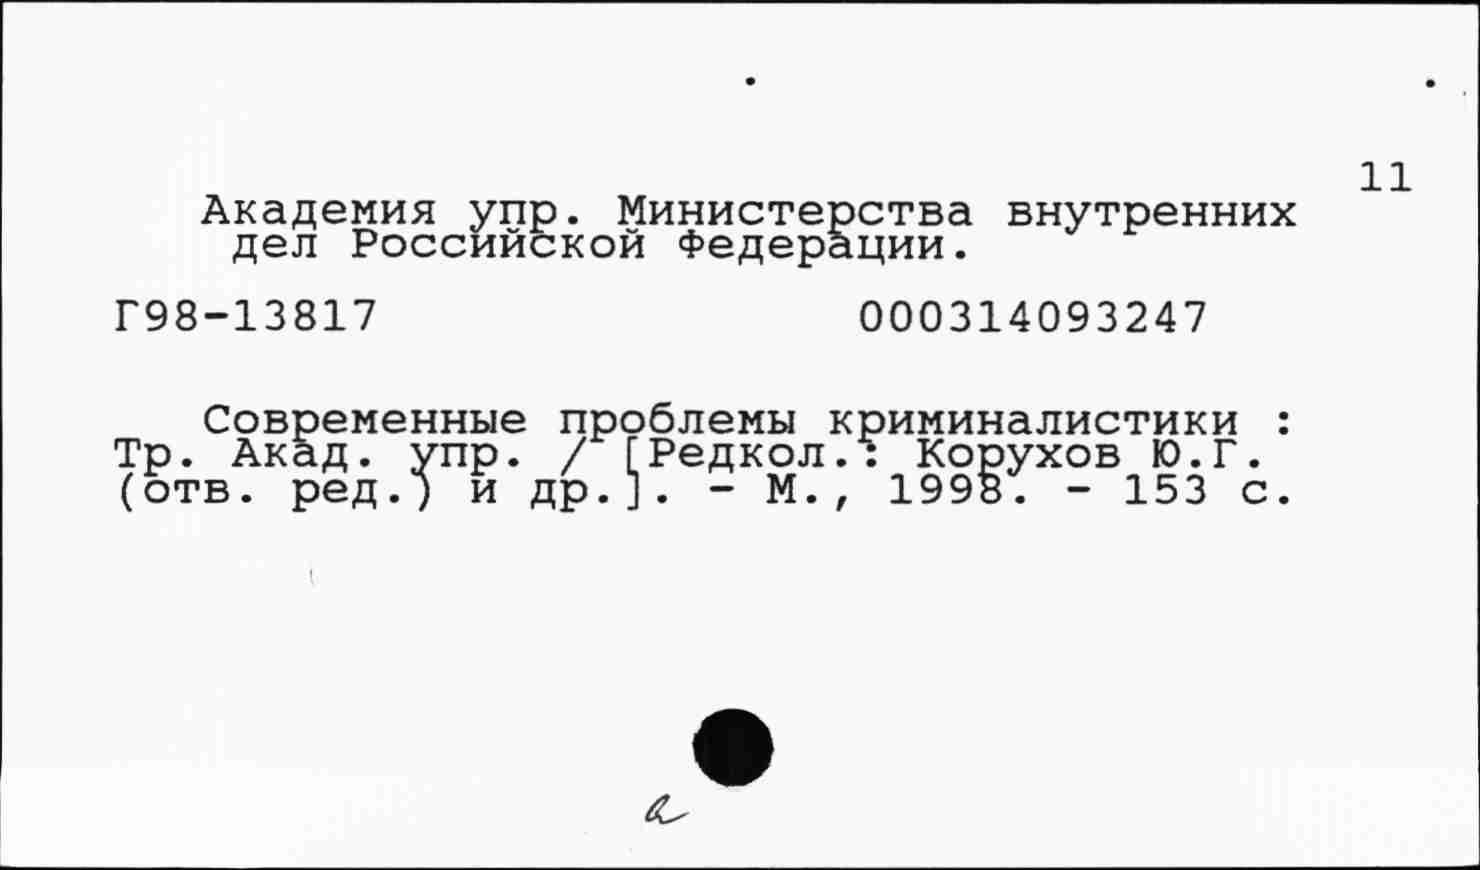 11
Академия упр. Министерства внутренних
дел Российской Федерации.
Г98-13817 000314093247
Современные проблемы криминалистики :
Тр. Акад. упр. / [Редкол.: Корухов Ю.Г.
(отв. ред.) и др.]. - М., 1998. - 153 с.
а